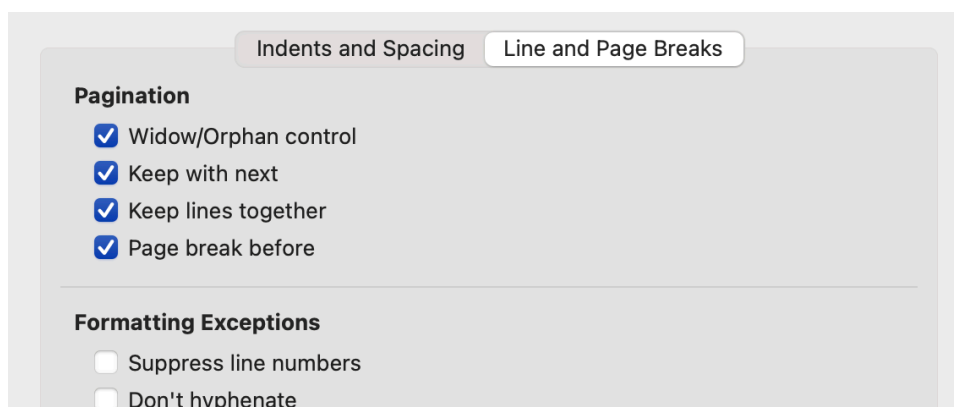 Indents and Spacing Line and Page Breaks
Pagination
Widow/Orphan control
Keep with next
Keep lines together
Page break before
Formatting Exceptions
Suppress line numbers
Don't hyphenate